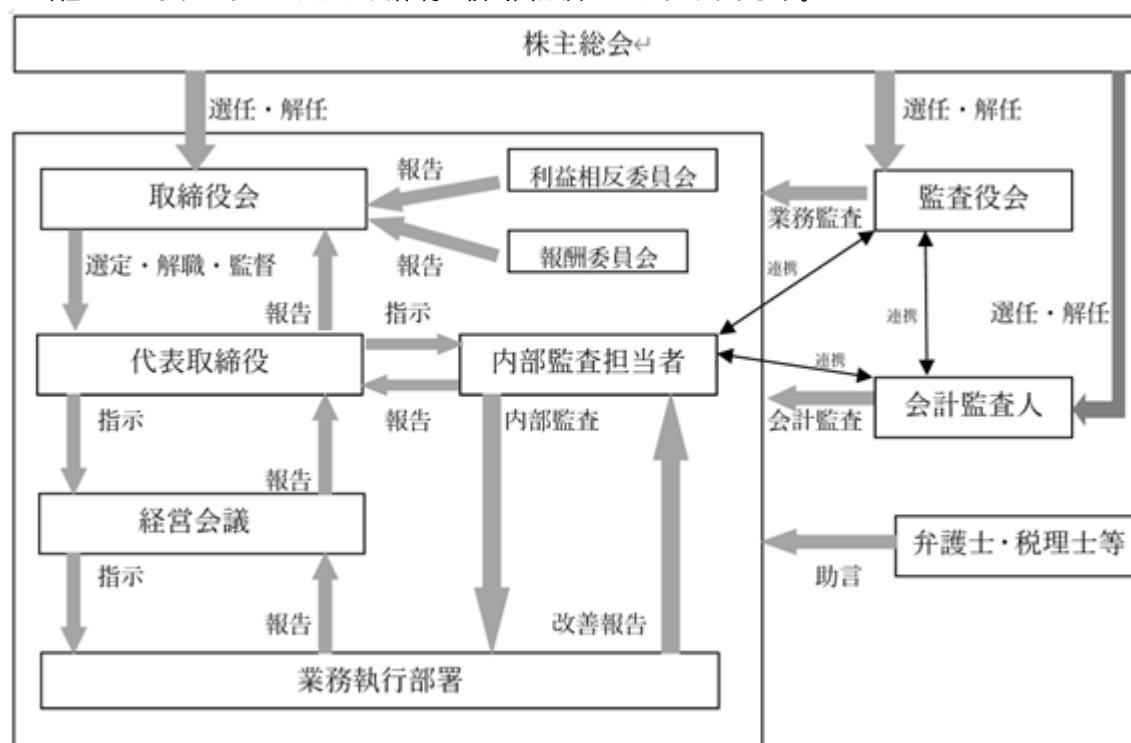 株主総会↵
選任・解任
選任・解任
報告
利益相反委員会
取締役会
監査役会
業務監査
報告
報酬委員会
選定・解職・監督
連携
報告
指示
連携
選任・解任
代表取締役
内部監査担当者
連携
会計監査人
指示
報告
内部監査
会計監査
報告
経営会議
弁護士・税理士等
指示
助言
報告
改善報告
業務執行部署